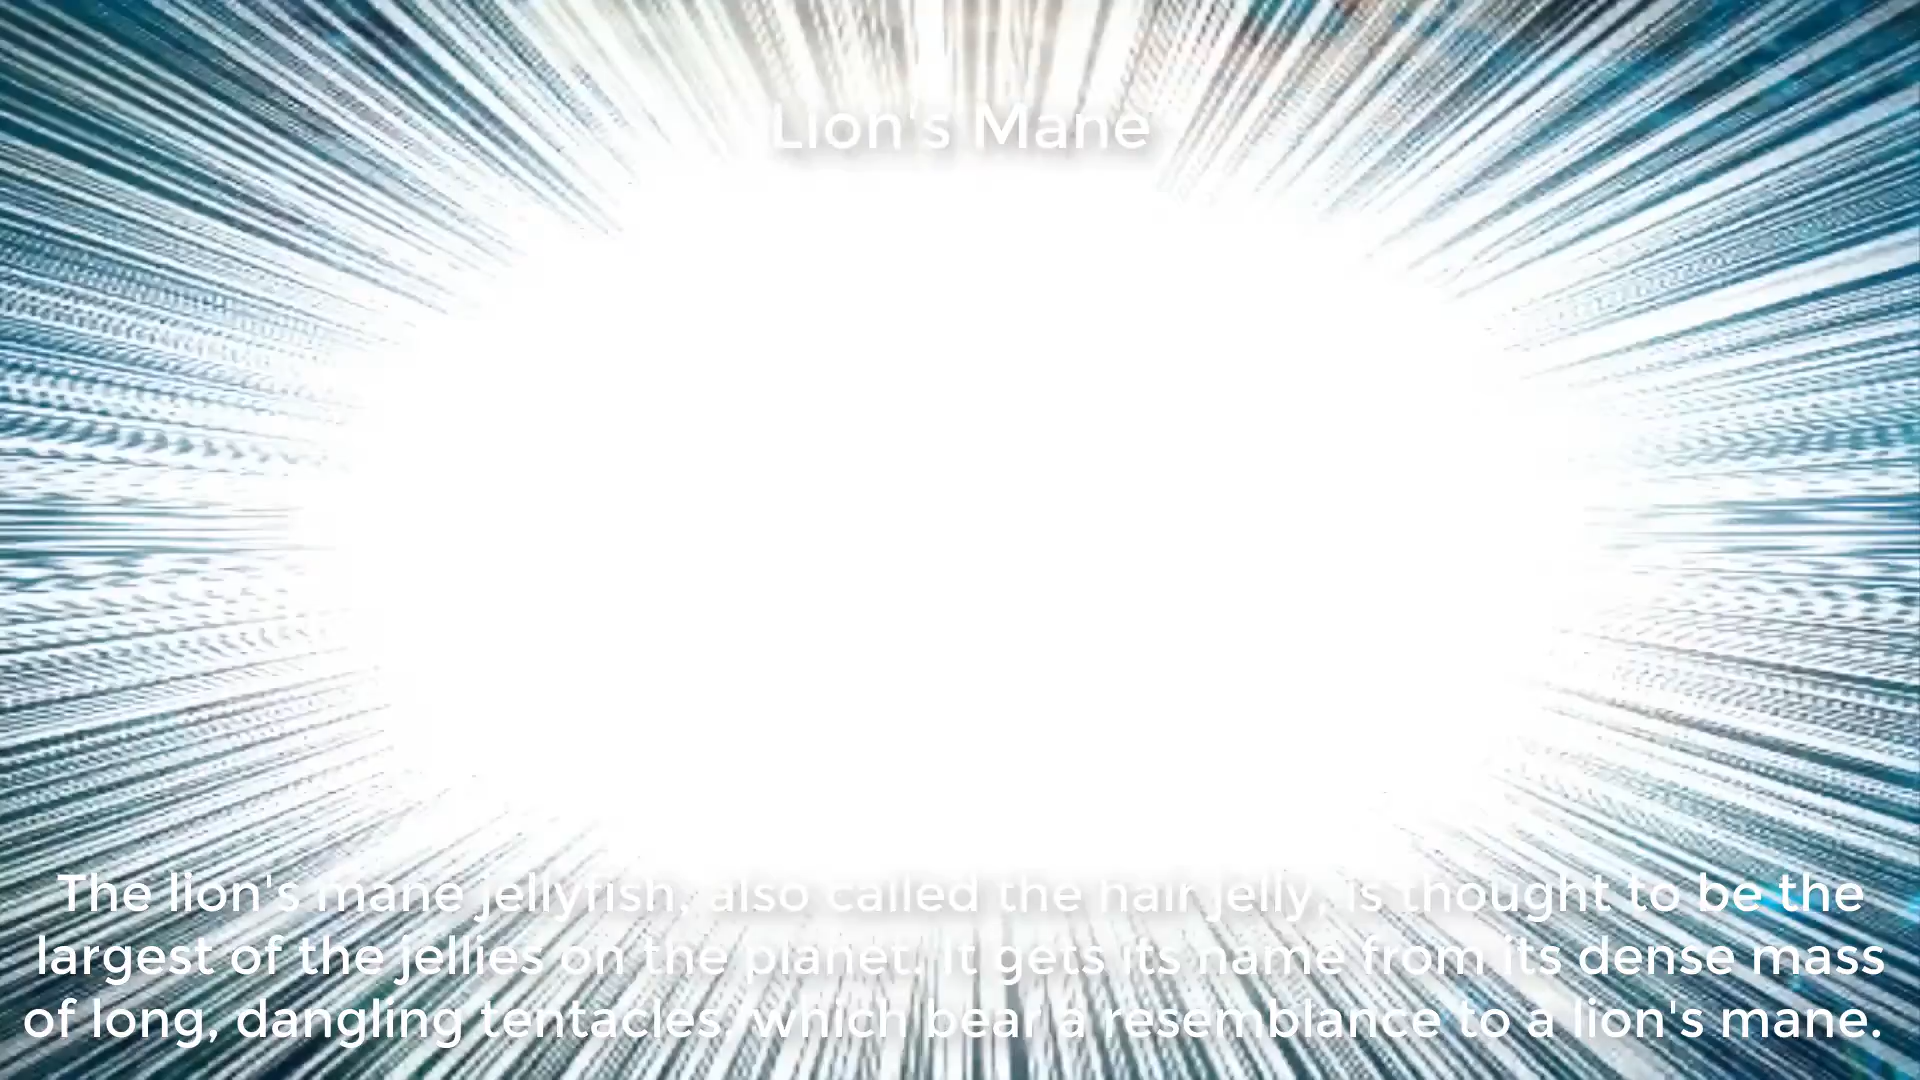 Lion's Mane
The lion's mane jellyfish, also called the hair jelly, is thought to be the
largest of the jellies on the planet. It gets its name from its dense mass
of long, dangling tentacles, which bear a resemblance to a lion's mane.